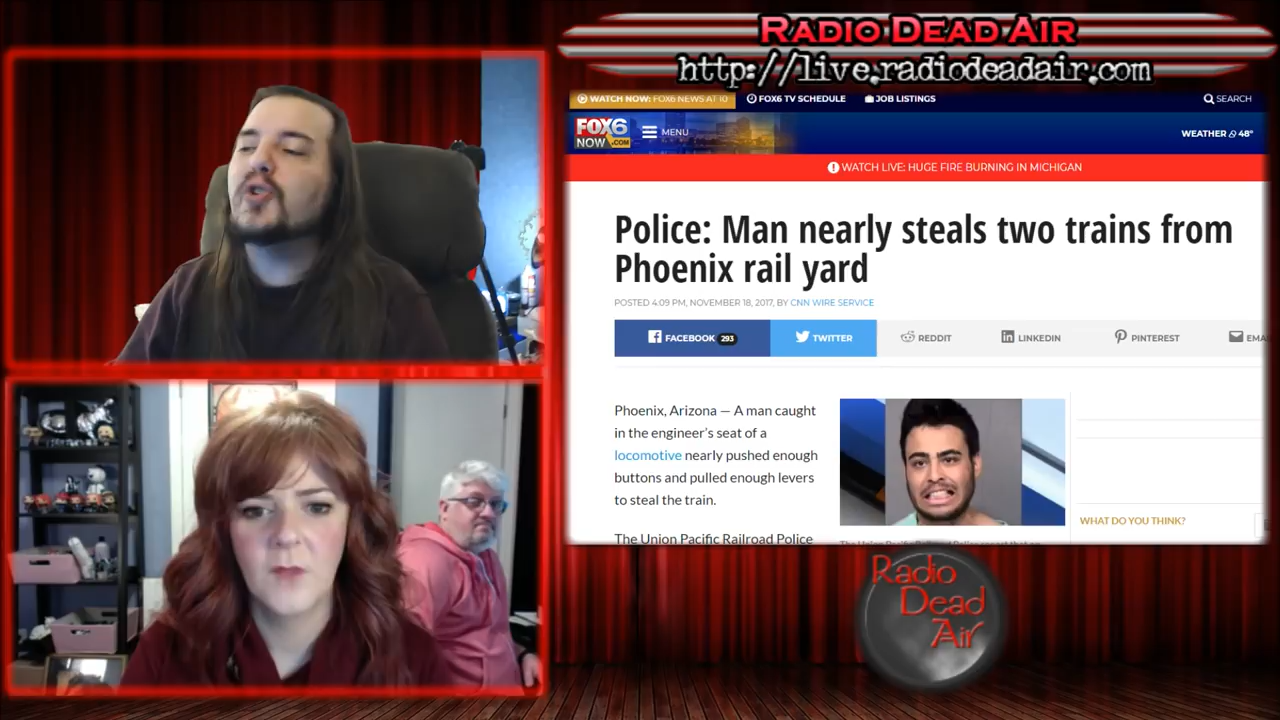 RADIO DEAD AIR
http://live.radiodeadair.com
WATCH NOW: FOX6 NEWS AT 10
FOX6 TV SCHEDULE
JOB LISTINGS
SEARCH
FOX6
NOW.COM
MENU
WEATHER 48°
WATCH LIVE: HUGE FIRE BURNING IN MICHIGAN
Police: Man nearly steals two trains from
Phoenix rail yard
POSTED 4:09 PM, NOVEMBER 18, 2017, BY CNN WIRE SERVICE
FACEBOOK 293
TWITTER
REDDIT
LINKEDIN
PINTEREST
EMA
Phoenix, Arizona — A man caught
in the engineer's seat of a
locomotive nearly pushed enough
buttons and pulled enough levers
to steal the train.
The Union Pacific Railroad Police
WHAT DO YOU THINK?
Radio
Dead
Air